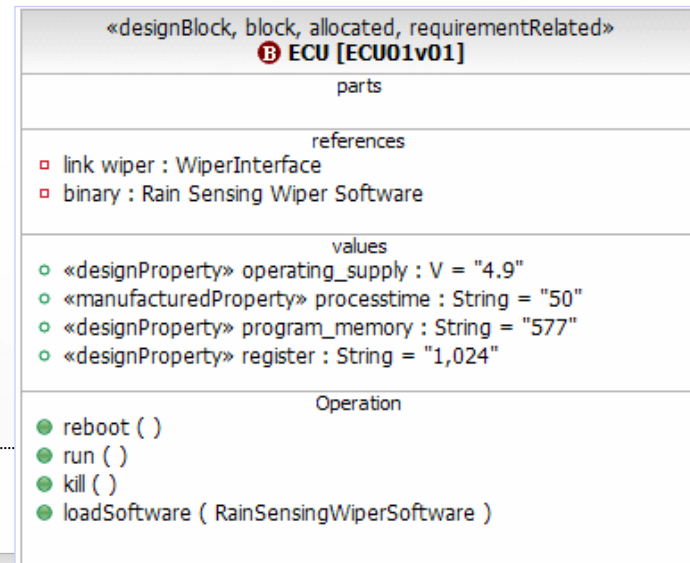 «designBlock, block, allocated, requirementRelated»
B ECU [ECU01v01]
parts
references
link wiper : WiperInterface
binary : Rain Sensing Wiper Software
values
«designProperty» operating_supply : V = "4.9"
«manufacturedProperty» processtime : String = "50"
«designProperty» program_memory : String = "577"
«designProperty» register : String = "1,024"
Operation
reboot ( )
run ( )
kill ( )
loadSoftware ( RainSensingWiperSoftware )